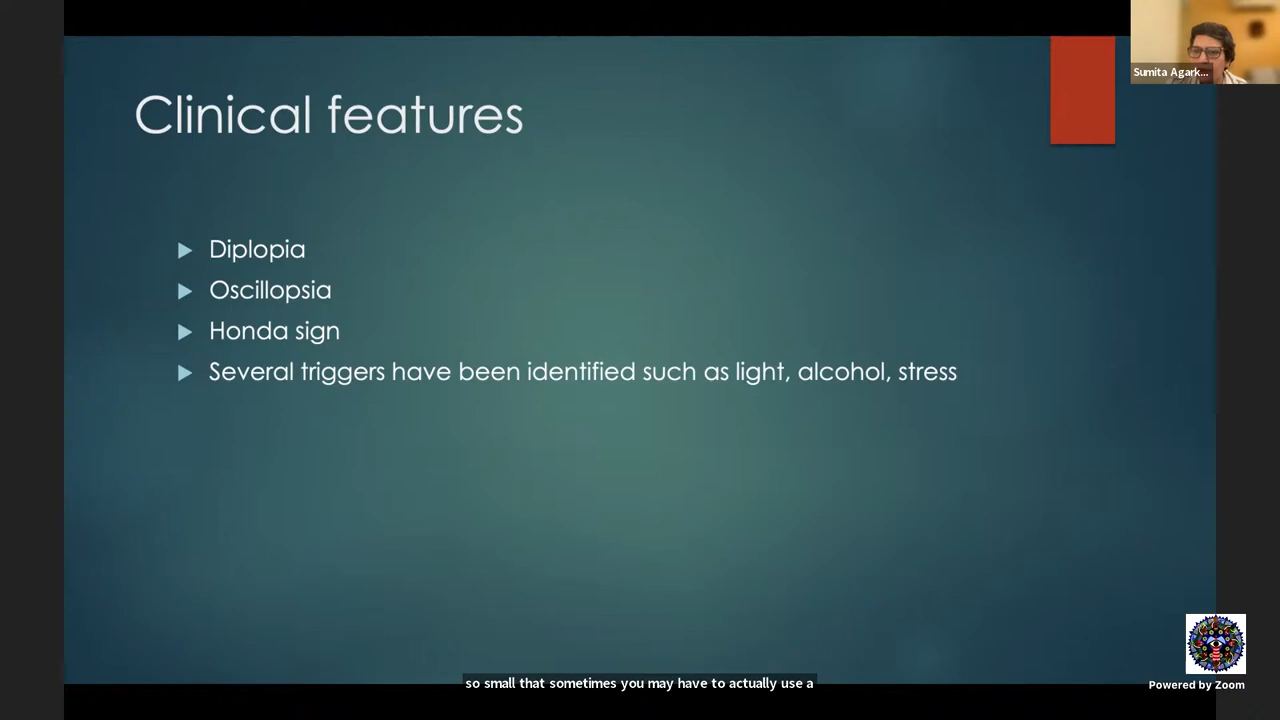 Sumita Agark...
Clinical features
Diplopia
Oscillopsia
Honda sign
Several triggers have been identified such as light, alcohol, stress
so small that sometimes you may have to actually use a
Powered by Zoom